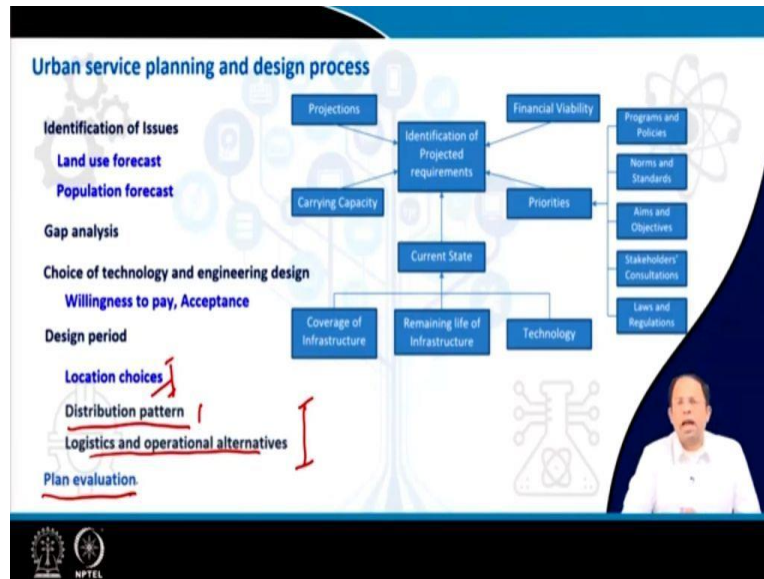 Urban service planning and design process
Identification of Issues
Land use forecast
Population forecast
Gap analysis
Choice of technology and engineering design
Willingness to pay, Acceptance
Design period
Location choices
Distribution pattern
Logistics and operational alternatives
Plan evaluation
Projections
Financial Viability
Identification of
Projected
requirements
Carrying Capacity
Priorities
Current State
Coverage of
Infrastructure
Remaining life of
Infrastructure
Technology
Programs and
Policies
Norms and
Standards
Aims and
Objectives
Stakeholders'
Consultations
Laws and
Regulations
NPTEL